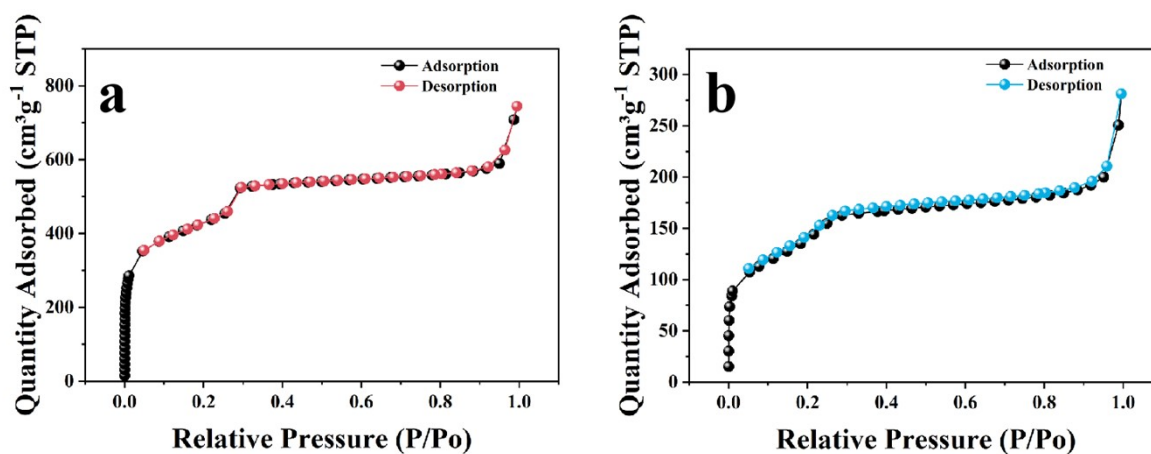 a
Adsorption
Desorption
Quantity Adsorbed (cm³g⁻¹ STP)
800
600
400
200
0
0.0 0.2 0.4 0.6 0.8 1.0
Relative Pressure (P/Po)
b
Adsorption
Desorption
Quantity Adsorbed (cm³g⁻¹ STP)
300
250
200
150
100
50
0
0.0 0.2 0.4 0.6 0.8 1.0
Relative Pressure (P/Po)